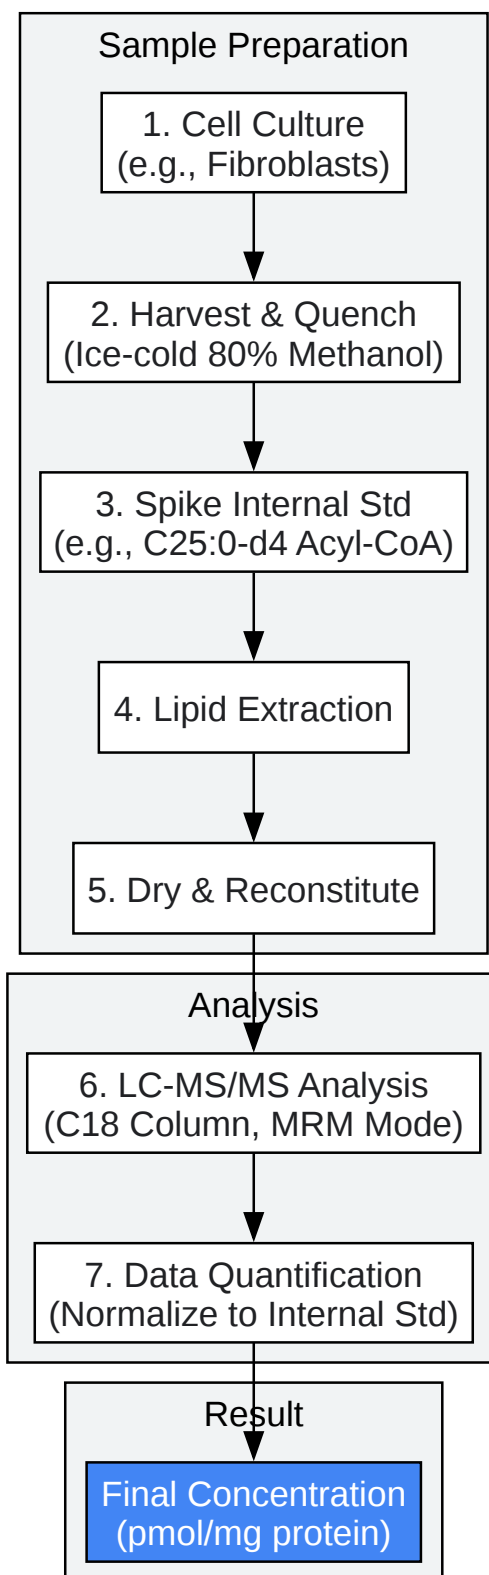 Sample Preparation
1. Cell Culture
(e.g., Fibroblasts)
2. Harvest & Quench
(Ice-cold 80% Methanol)
3. Spike Internal Std
(e.g., C25:0-d4 Acyl-CoA)
4. Lipid Extraction
5. Dry & Reconstitute
Analysis
6. LC-MS/MS Analysis
(C18 Column, MRM Mode)
7. Data Quantification
(Normalize to Internal Std)
Result
Final Concentration
(pmol/mg protein)